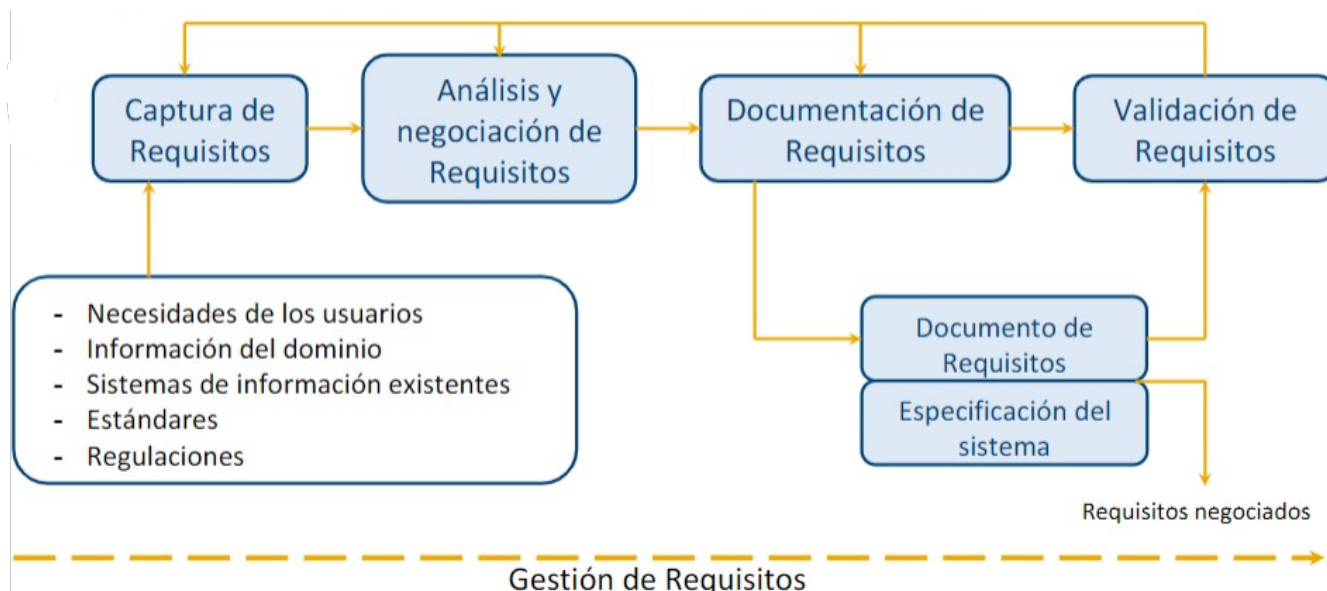 Captura de
Requisitos
Análisis y
negociación de
Requisitos
Documentación de
Requisitos
Validación de
Requisitos
- Necesidades de los usuarios
- Información del dominio
- Sistemas de información existentes
- Estándares
- Regulaciones
Documento de
Requisitos
Especificación del
sistema
Requisitos negociados
Gestión de Requisitos